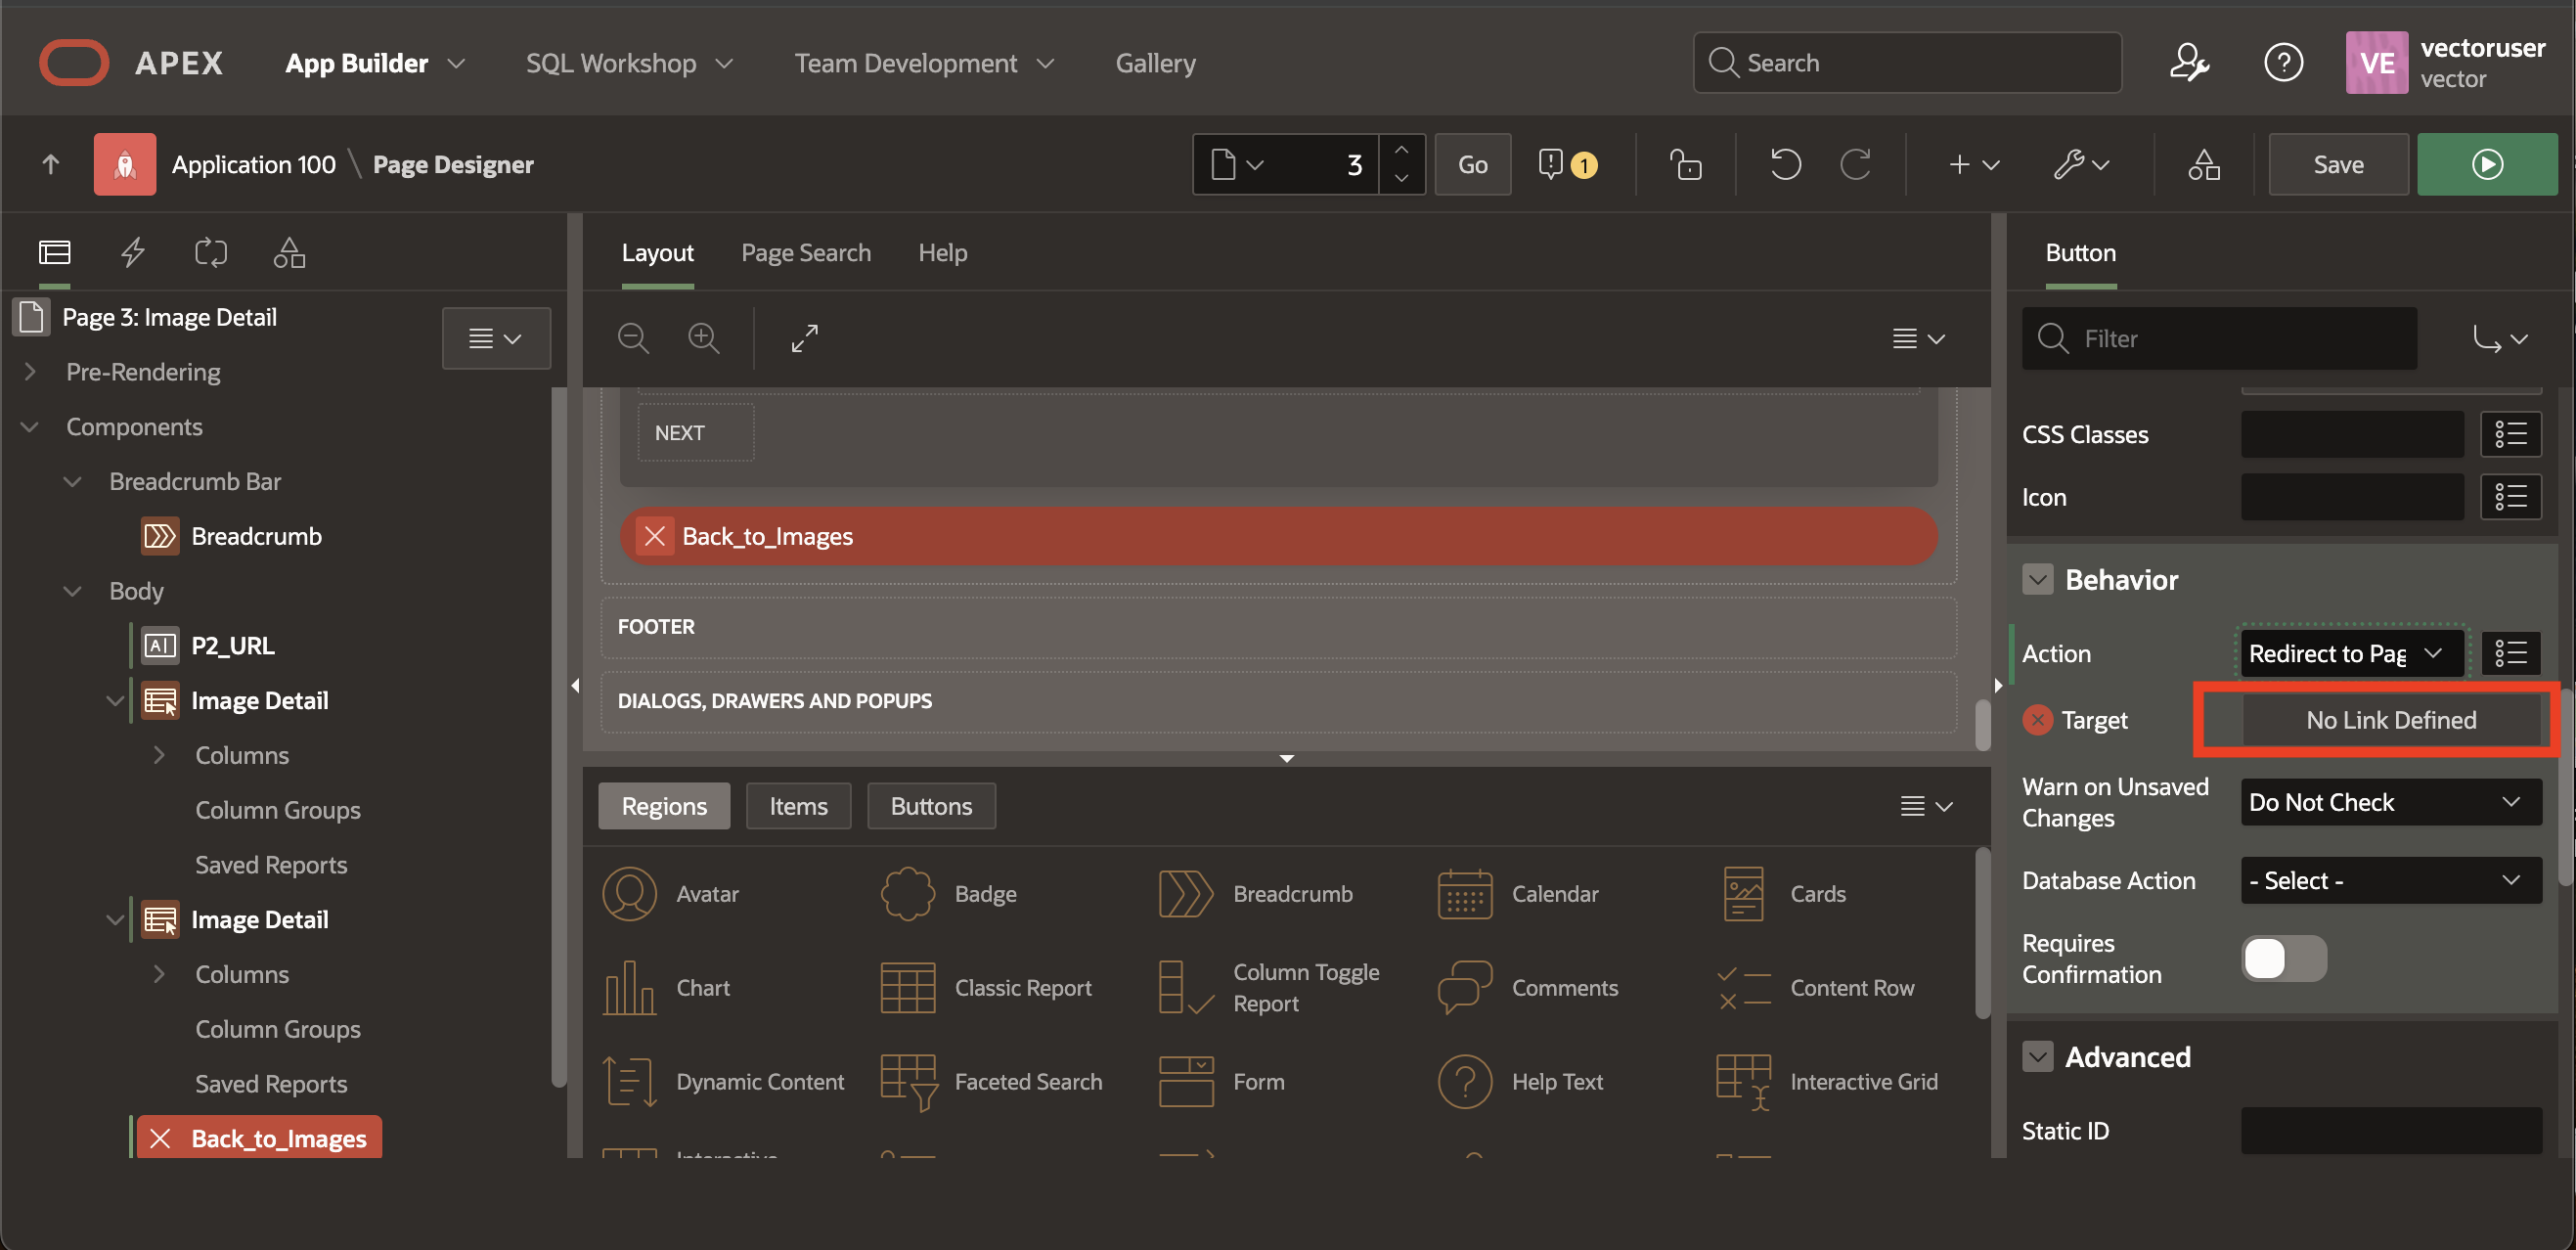 APEX
App Builder
SQL Workshop
Team Development
Gallery
Search
VE
vectoruser
vector
Application 100 \ Page Designer
3
Go
1
Save
Page 3: Image Detail
Pre-Rendering
Components
Breadcrumb Bar
Breadcrumb
Body
P2_URL
Image Detail
Columns
Column Groups
Saved Reports
Image Detail
Columns
Column Groups
Saved Reports
Back_to_Images
Layout
Page Search
Help
NEXT
Back_to_Images
FOOTER
DIALOGS, DRAWERS AND POPUPS
Regions
Items
Buttons
Avatar
Badge
Breadcrumb
Calendar
Cards
Chart
Classic Report
Column Toggle
Report
Comments
Content Row
Dynamic Content
Faceted Search
Form
Help Text
Interactive Grid
Button
Filter
CSS Classes
Icon
Behavior
Action
Redirect to Pag
Target
No Link Defined
Warn on Unsaved
Changes
Do Not Check
Database Action
- Select -
Requires
Confirmation
Advanced
Static ID